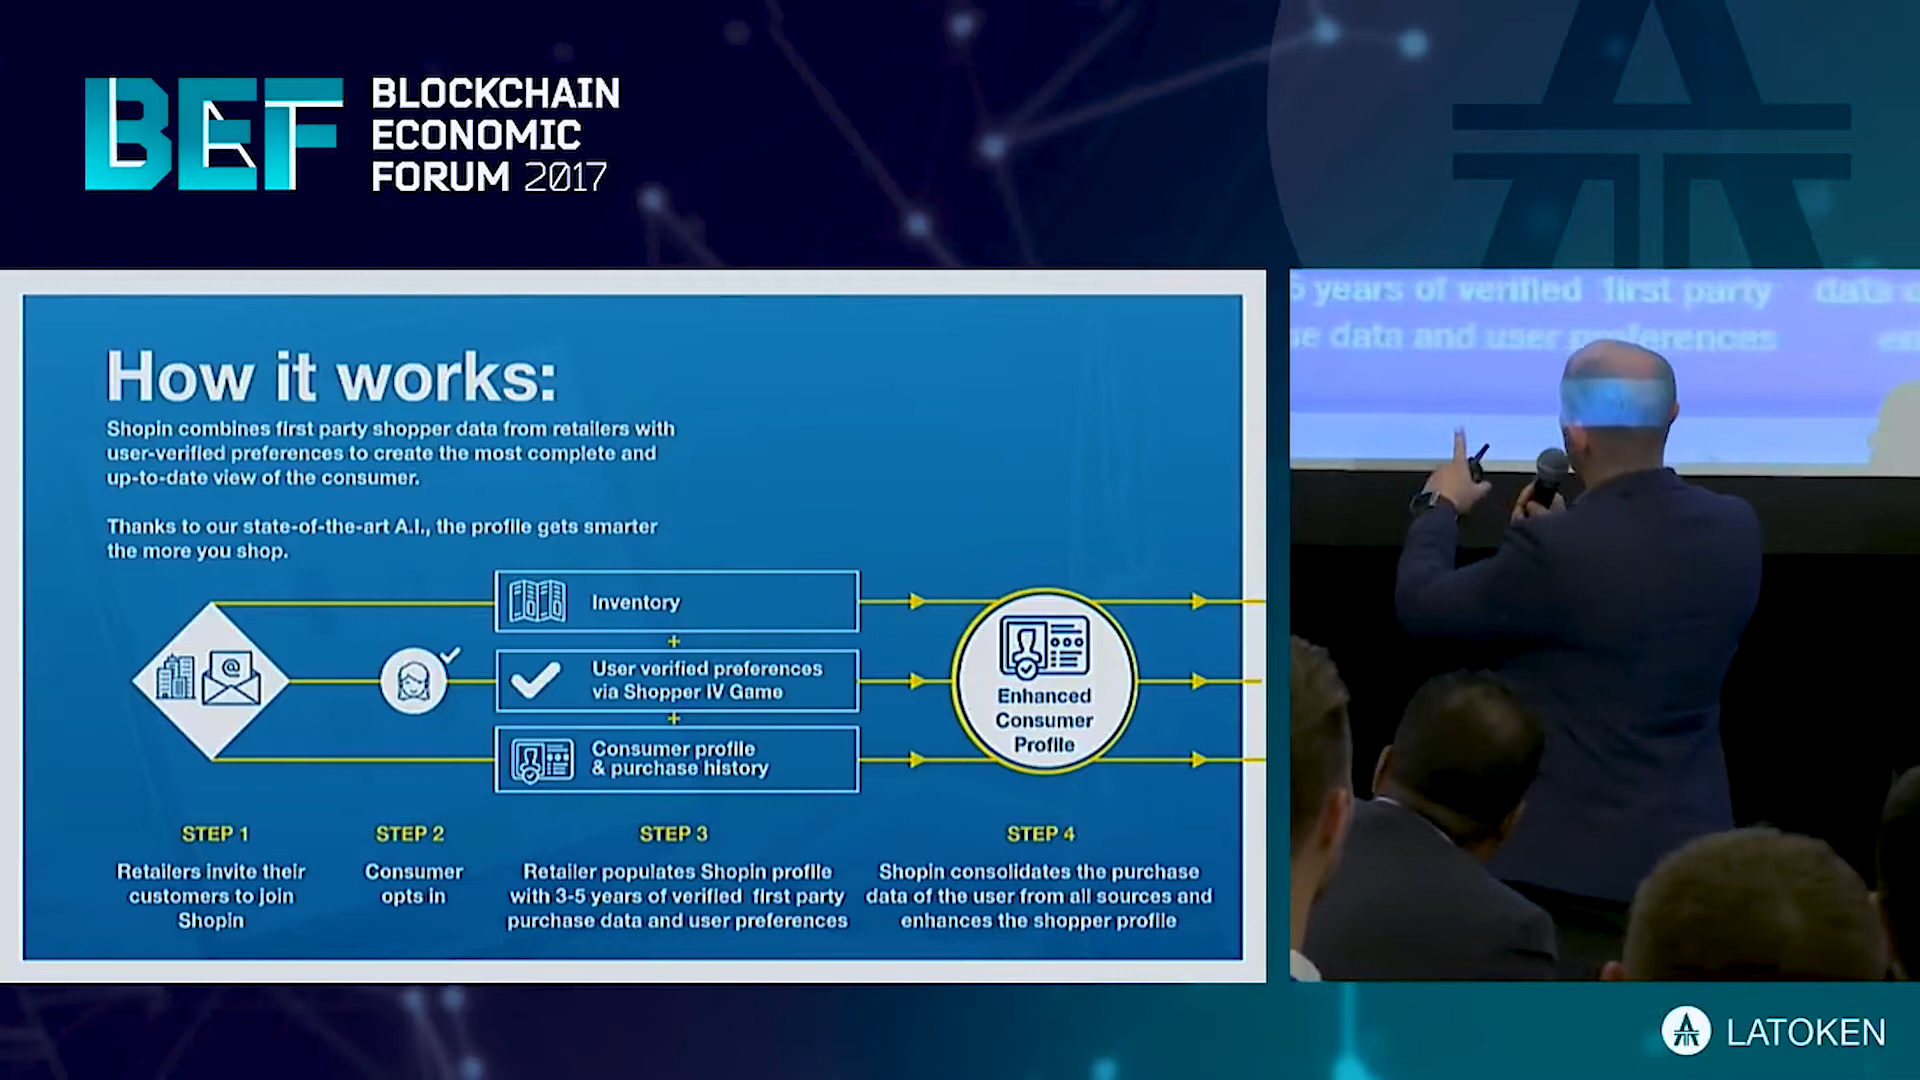 BEF
LAT
BLOCKCHAIN
ECONOMIC
FORUM 2017
How it works:
Shopin combines first party shopper data from retailers with
user-verified preferences to create the most complete and
up-to-date view of the consumer.
Thanks to our state-of-the-art A.I., the profile gets smarter
the more you shop.
Inventory
+
User verified preferences
via Shopper IV Game
+
Consumer profile
& purchase history
@
Enhanced
Consumer
Profile
STEP 1
Retailers invite their
customers to join
Shopin
STEP 2
Consumer
opts in
STEP 3
Retailer populates Shopin profile
with 3-5 years of verified first party
purchase data and user preferences
STEP 4
Shopin consolidates the purchase
data of the user from all sources and
enhances the shopper profile
5 years of verified first party data
data and user preferences
LATOKEN